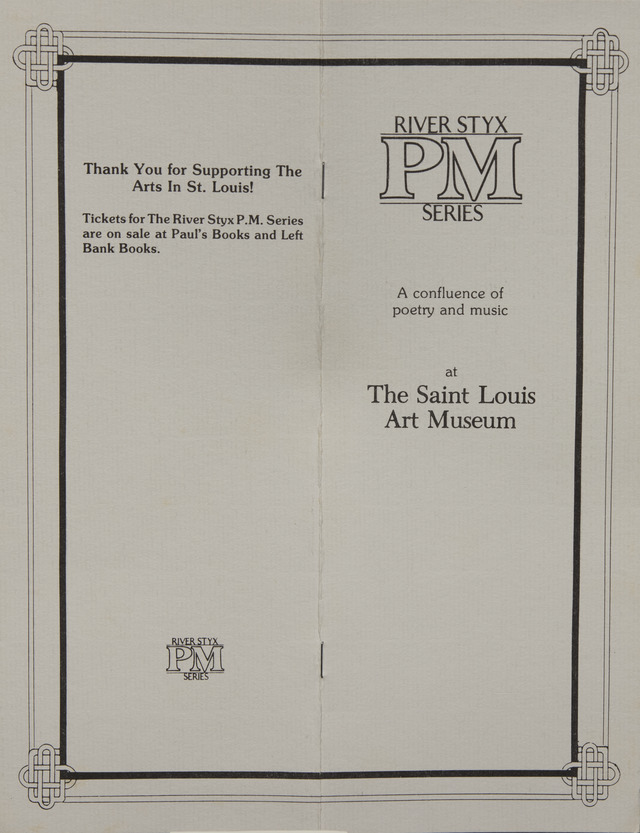 Thank You for Supporting The
Arts In St. Louis!
Tickets for The River Styx P.M. Series
are on sale at Paul's Books and Left
Bank Books.
RIVER STYX
PM
SERIES
RIVER STYX
PM
SERIES
A confluence of
poetry and music
at
The Saint Louis
Art Museum